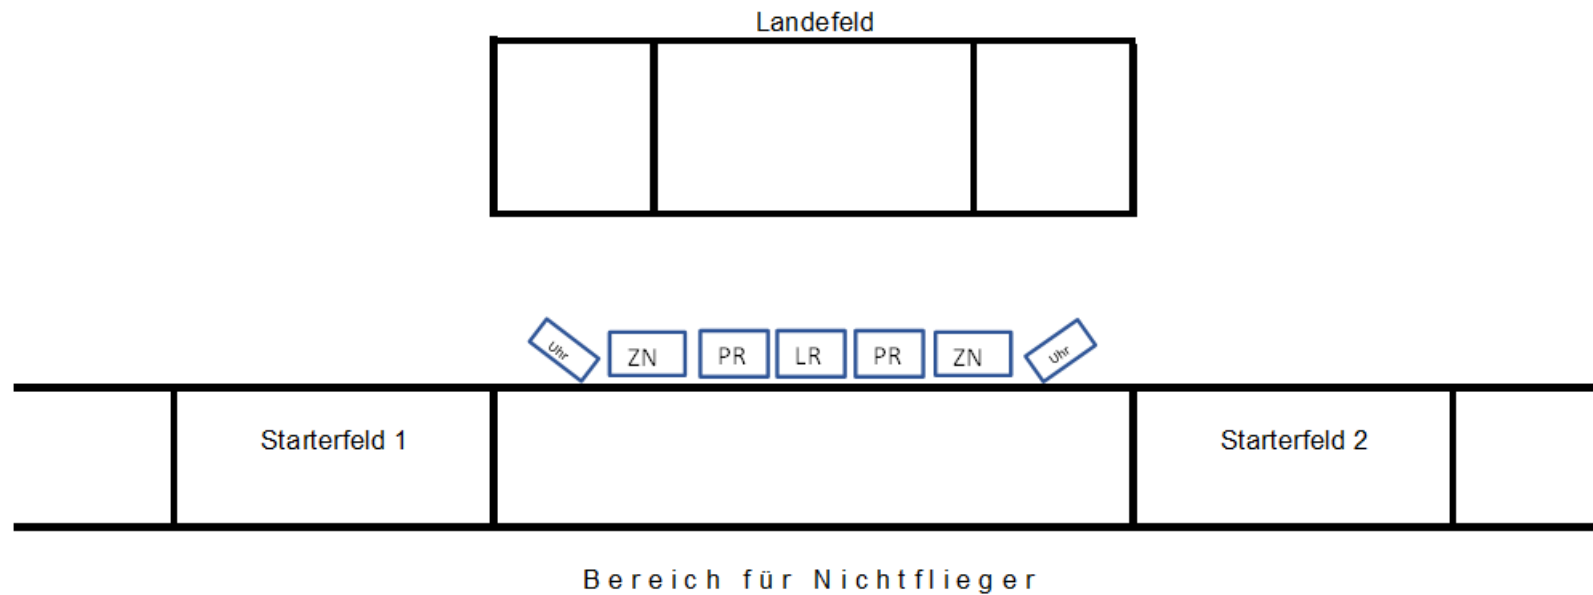 Landefeld
Uhr ZN PR LR PR ZN Uhr
Starterfeld 1 Starterfeld 2
Bereich für Nichtflieger